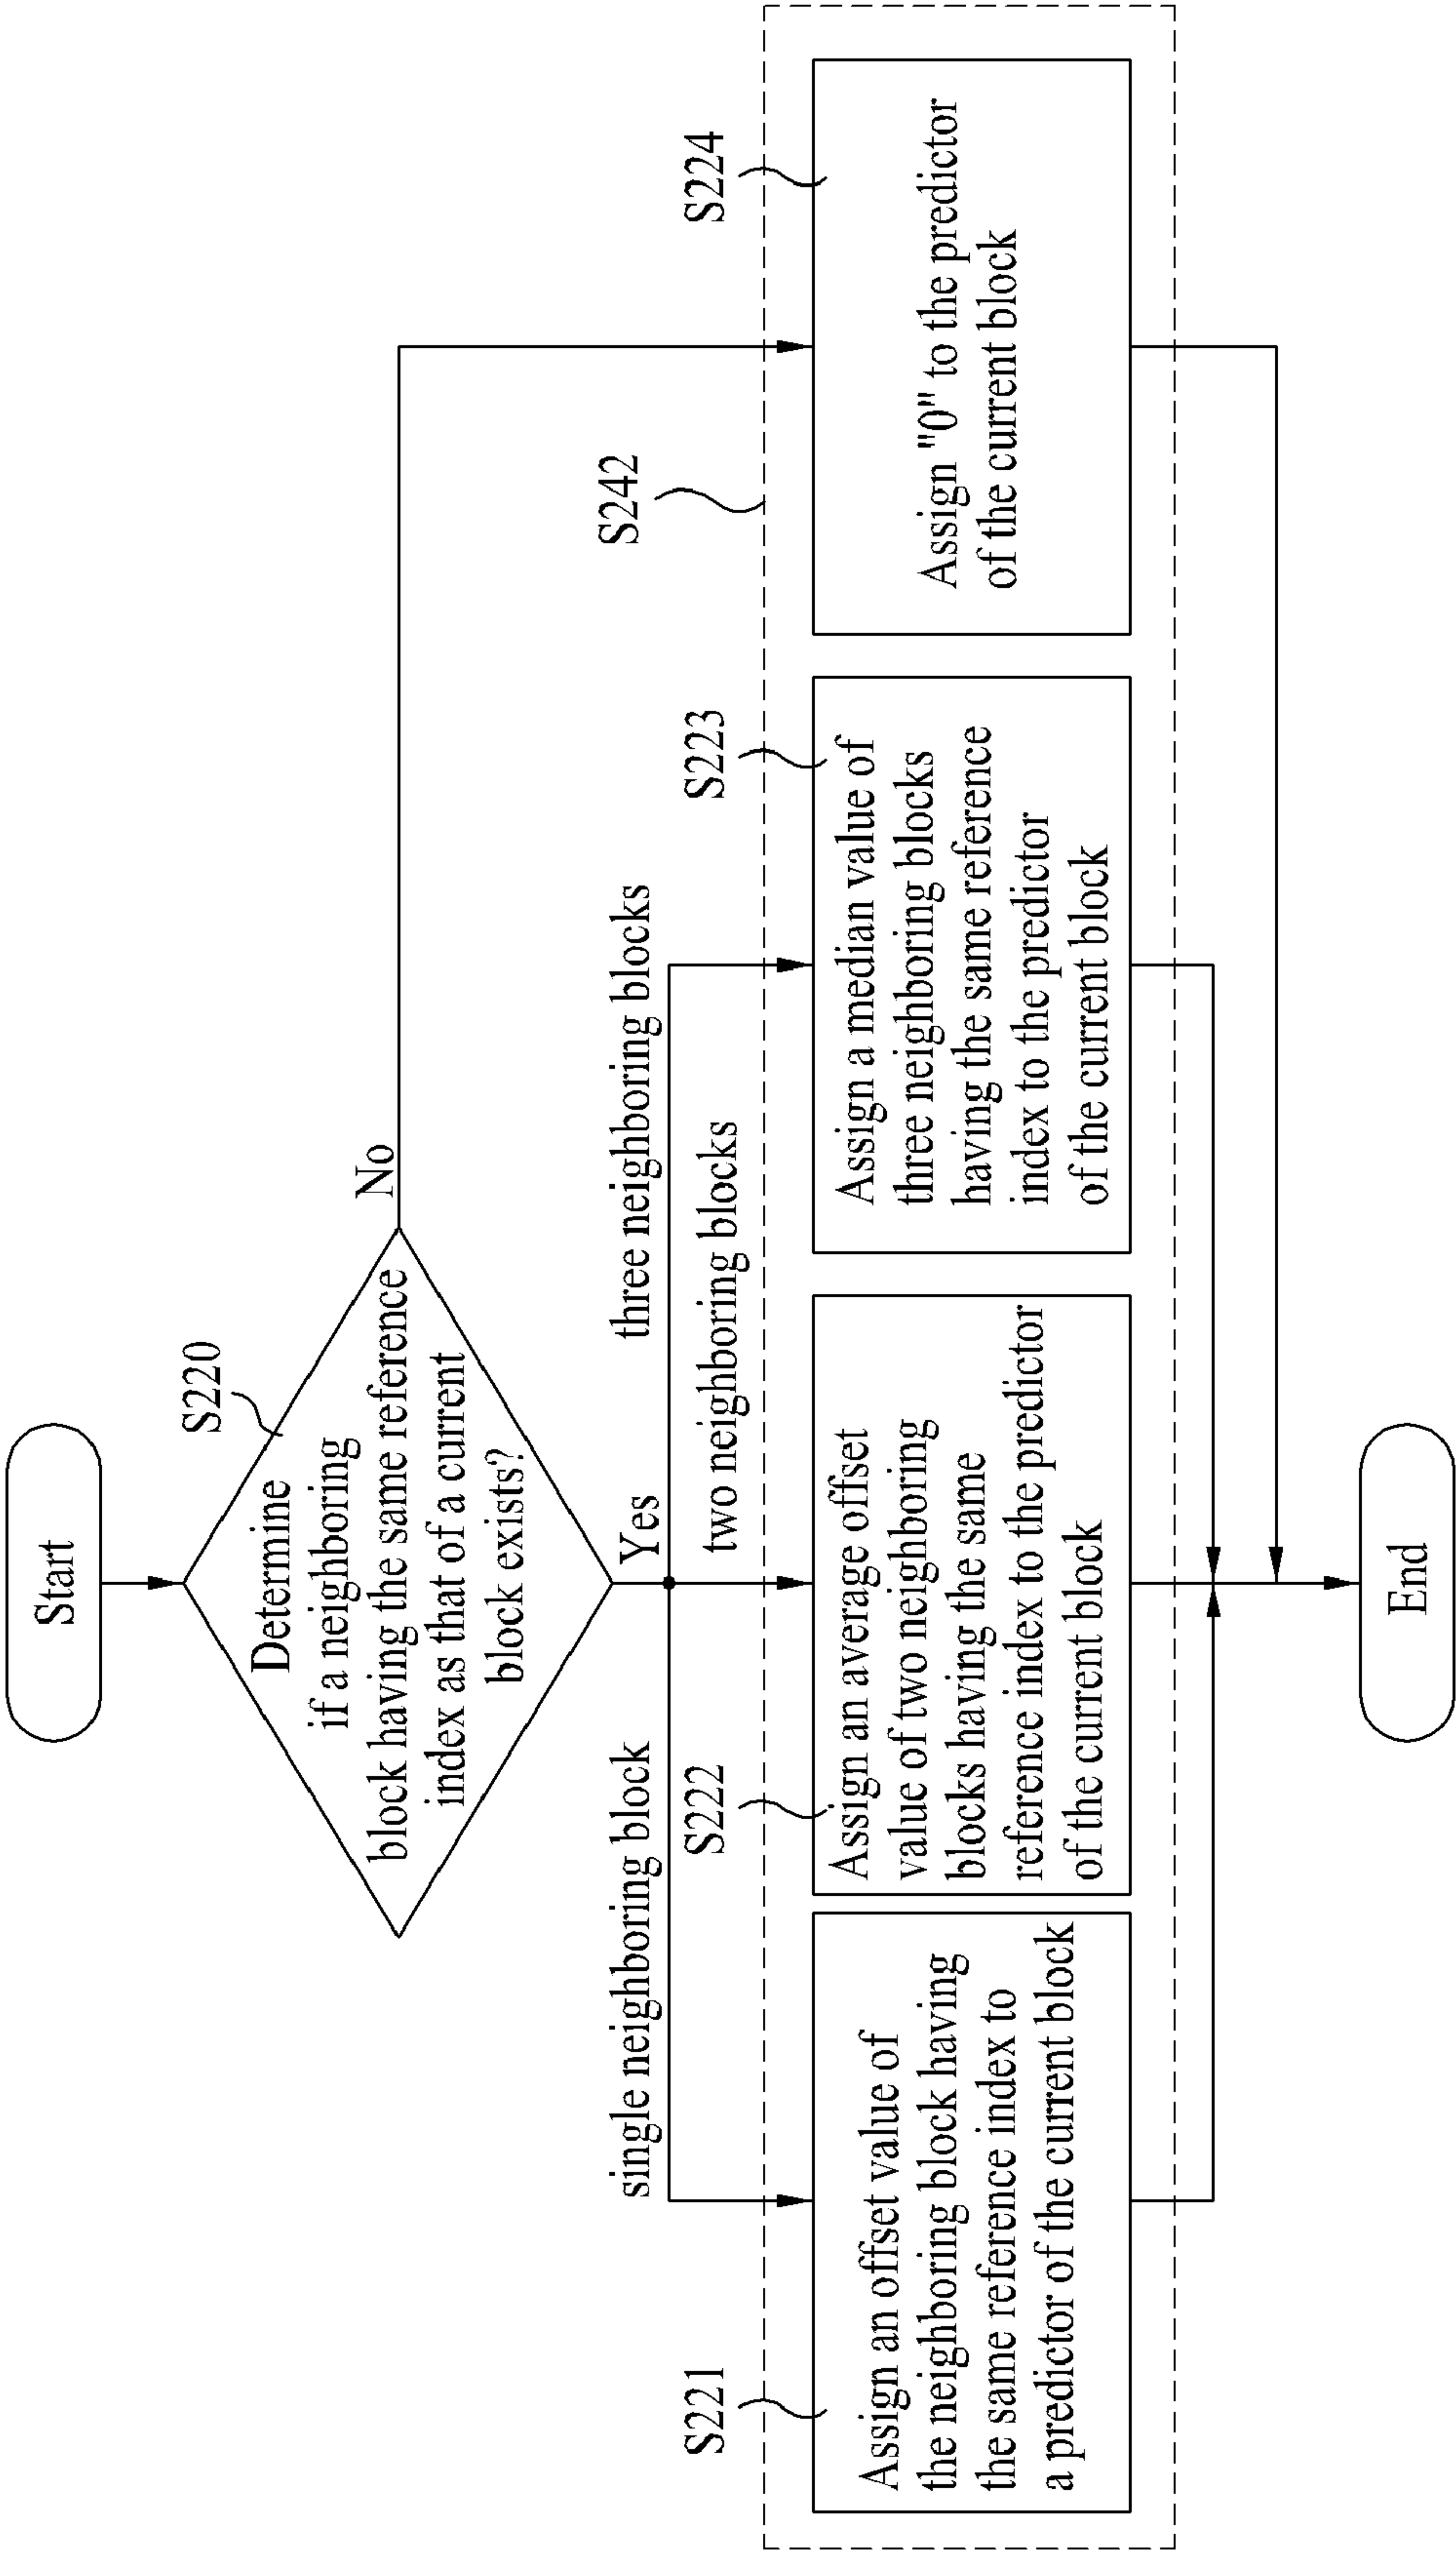 Start
S220
Determine
if a neighboring
block having the same reference
index as that of a current
block exists?
No
Yes
single neighboring block
three neighboring blocks
two neighboring blocks
S242
S221
Assign an offset value of
the neighboring block having
the same reference index to
a predictor of the current block
S222
Assign an average offset
value of two neighboring
blocks having the same
reference index to the predictor
of the current block
S223
Assign a median value of
three neighboring blocks
having the same reference
index to the predictor
of the current block
S224
Assign "0" to the predictor
of the current block
End